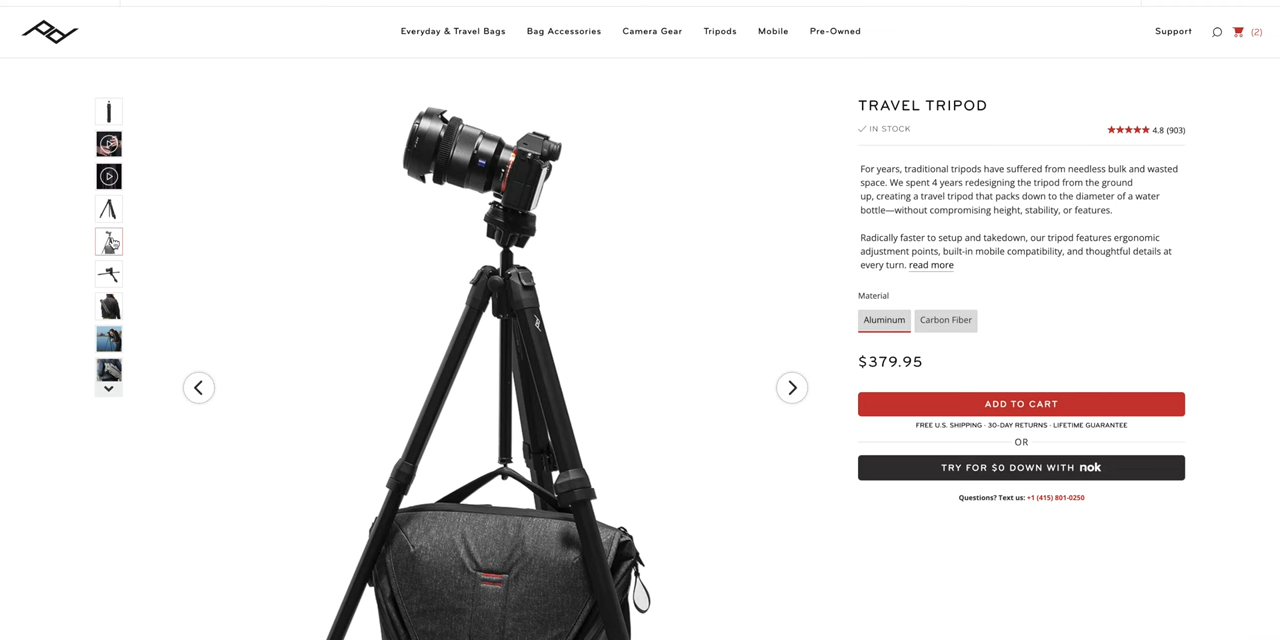 Everyday & Travel Bags Bag Accessories Camera Gear Tripods Mobile Pre-Owned Support (2)
TRAVEL TRIPOD
IN STOCK 4.8 (903)
For years, traditional tripods have suffered from needless bulk and wasted
space. We spent 4 years redesigning the tripod from the ground
up, creating a travel tripod that packs down to the diameter of a water
bottle—without compromising height, stability, or features.
Radically faster to setup and takedown, our tripod features ergonomic
adjustment points, built-in mobile compatibility, and thoughtful details at
every turn. read more
Material
Aluminum Carbon Fiber
$379.95
ADD TO CART
FREE U.S. SHIPPING · 30-DAY RETURNS · LIFETIME GUARANTEE
OR
TRY FOR $0 DOWN WITH nok
Questions? Text us: +1 (415) 801-0250